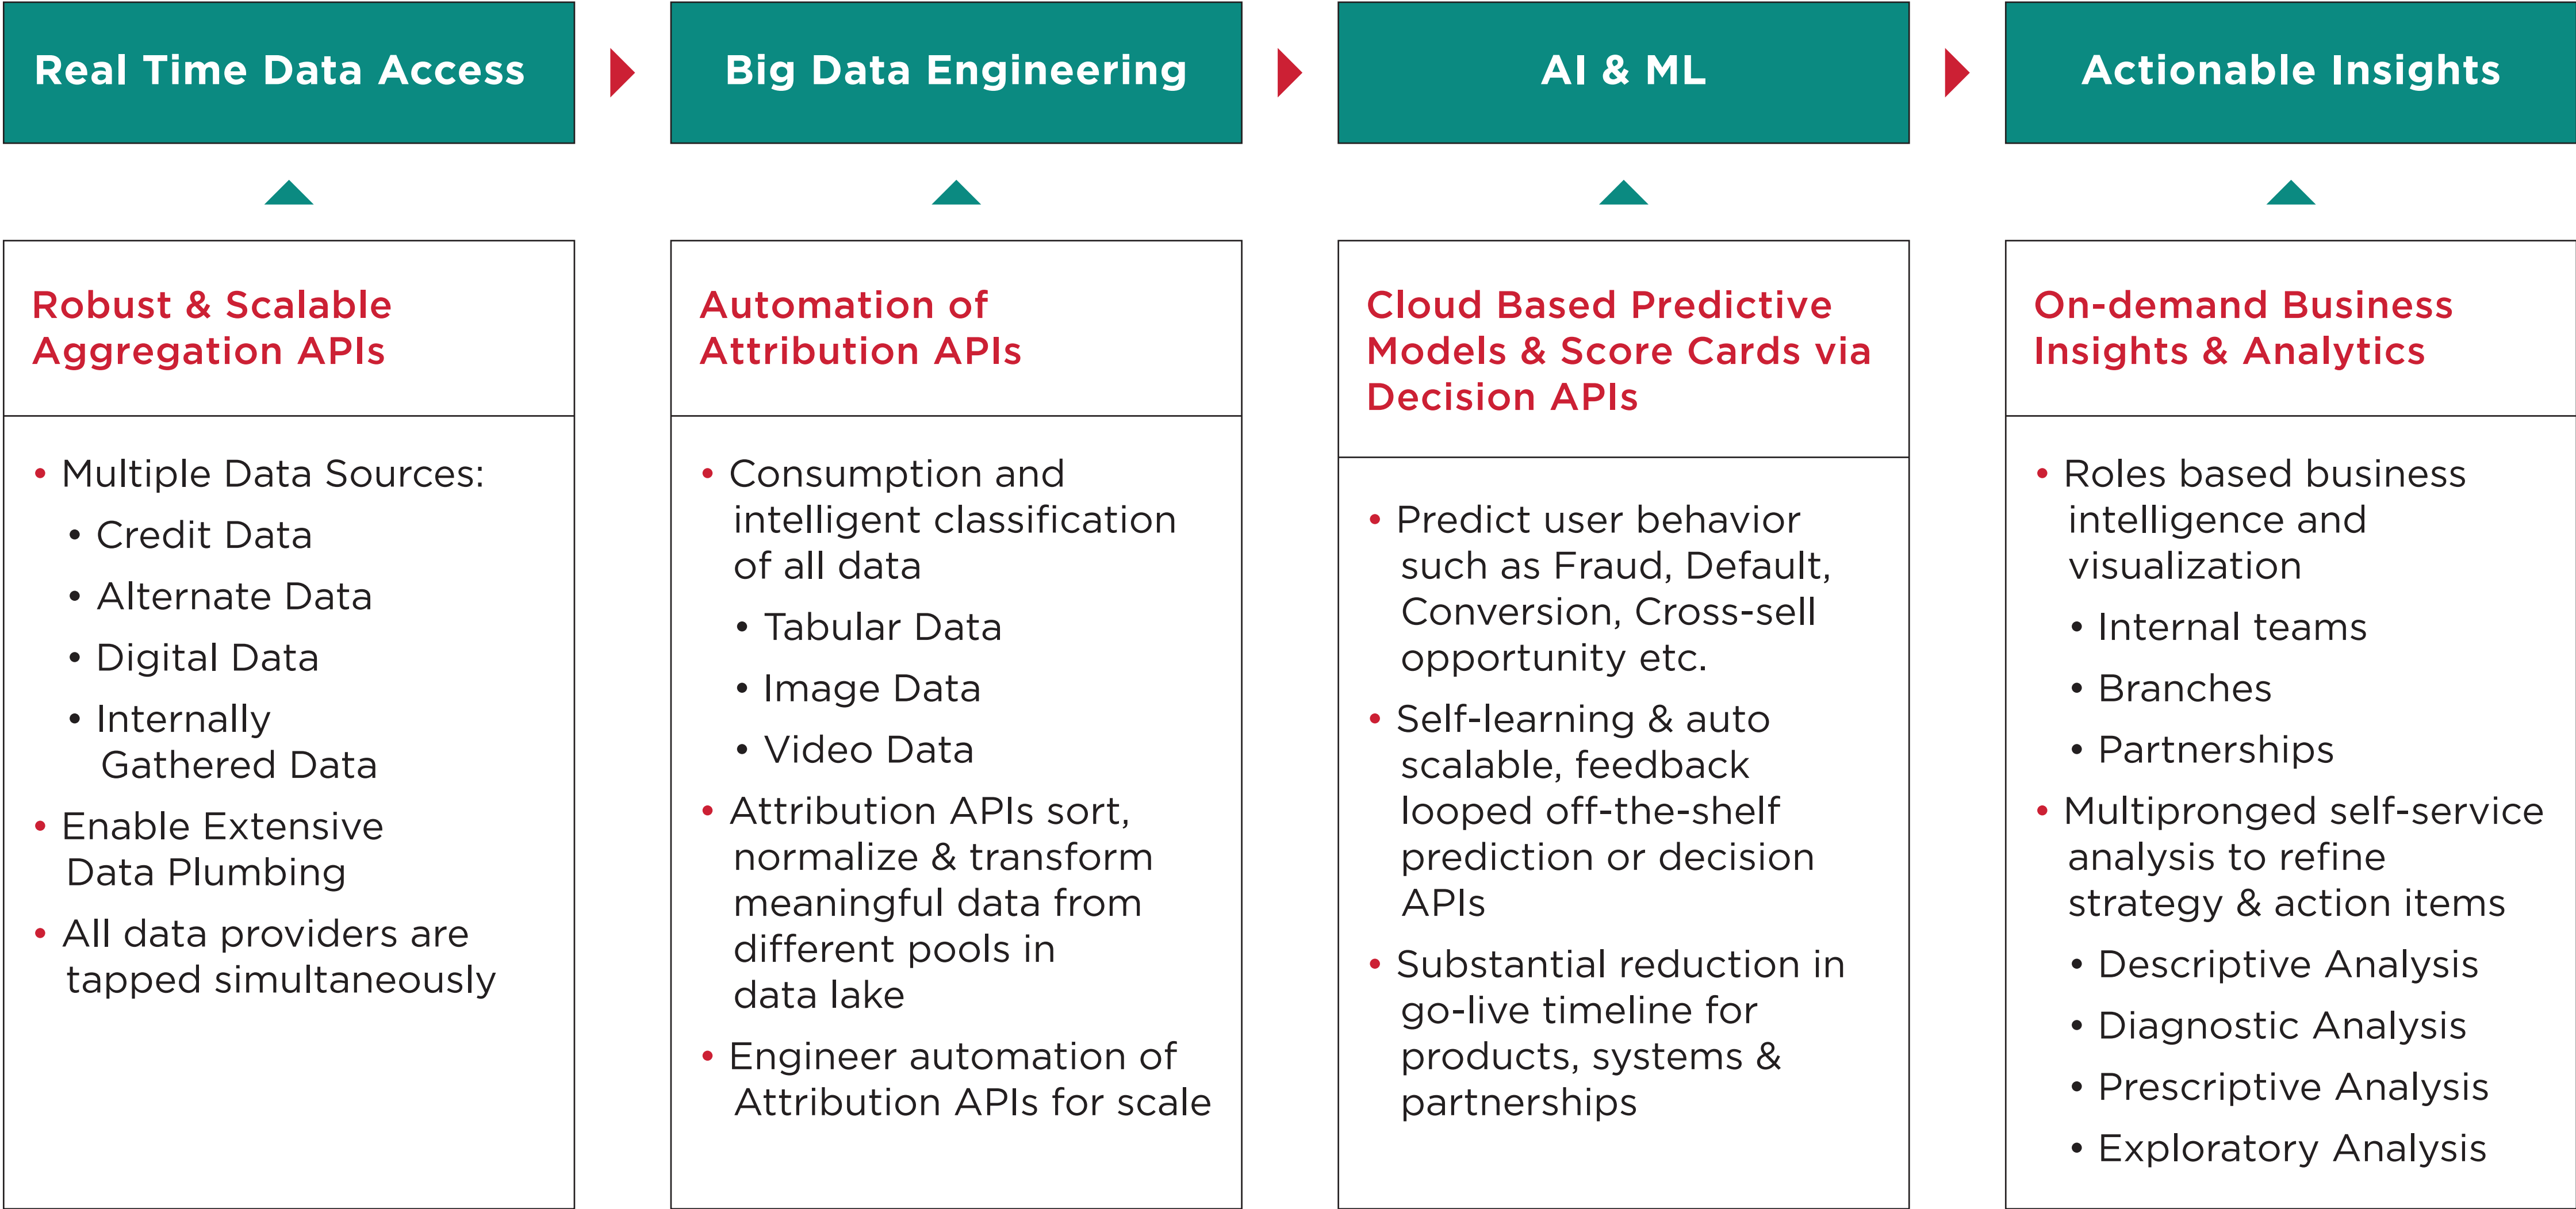 Real Time Data Access
Big Data Engineering
AI & ML
Actionable Insights
Robust & Scalable
Aggregation APIs
• Multiple Data Sources:
• Credit Data
• Alternate Data
• Digital Data
• Internally
Gathered Data
• Enable Extensive
Data Plumbing
• All data providers are
tapped simultaneously
Automation of
Attribution APIs
• Consumption and
intelligent classification
of all data
• Tabular Data
• Image Data
• Video Data
• Attribution APIs sort,
normalize & transform
meaningful data from
different pools in
data lake
• Engineer automation of
Attribution APIs for scale
Cloud Based Predictive
Models & Score Cards via
Decision APIs
• Predict user behavior
such as Fraud, Default,
Conversion, Cross-sell
opportunity etc.
• Self-learning & auto
scalable, feedback
looped off-the-shelf
prediction or decision
APIs
• Substantial reduction in
go-live timeline for
products, systems &
partnerships
On-demand Business
Insights & Analytics
• Roles based business
intelligence and
visualization
• Internal teams
• Branches
• Partnerships
• Multipronged self-service
analysis to refine
strategy & action items
• Descriptive Analysis
• Diagnostic Analysis
• Prescriptive Analysis
• Exploratory Analysis